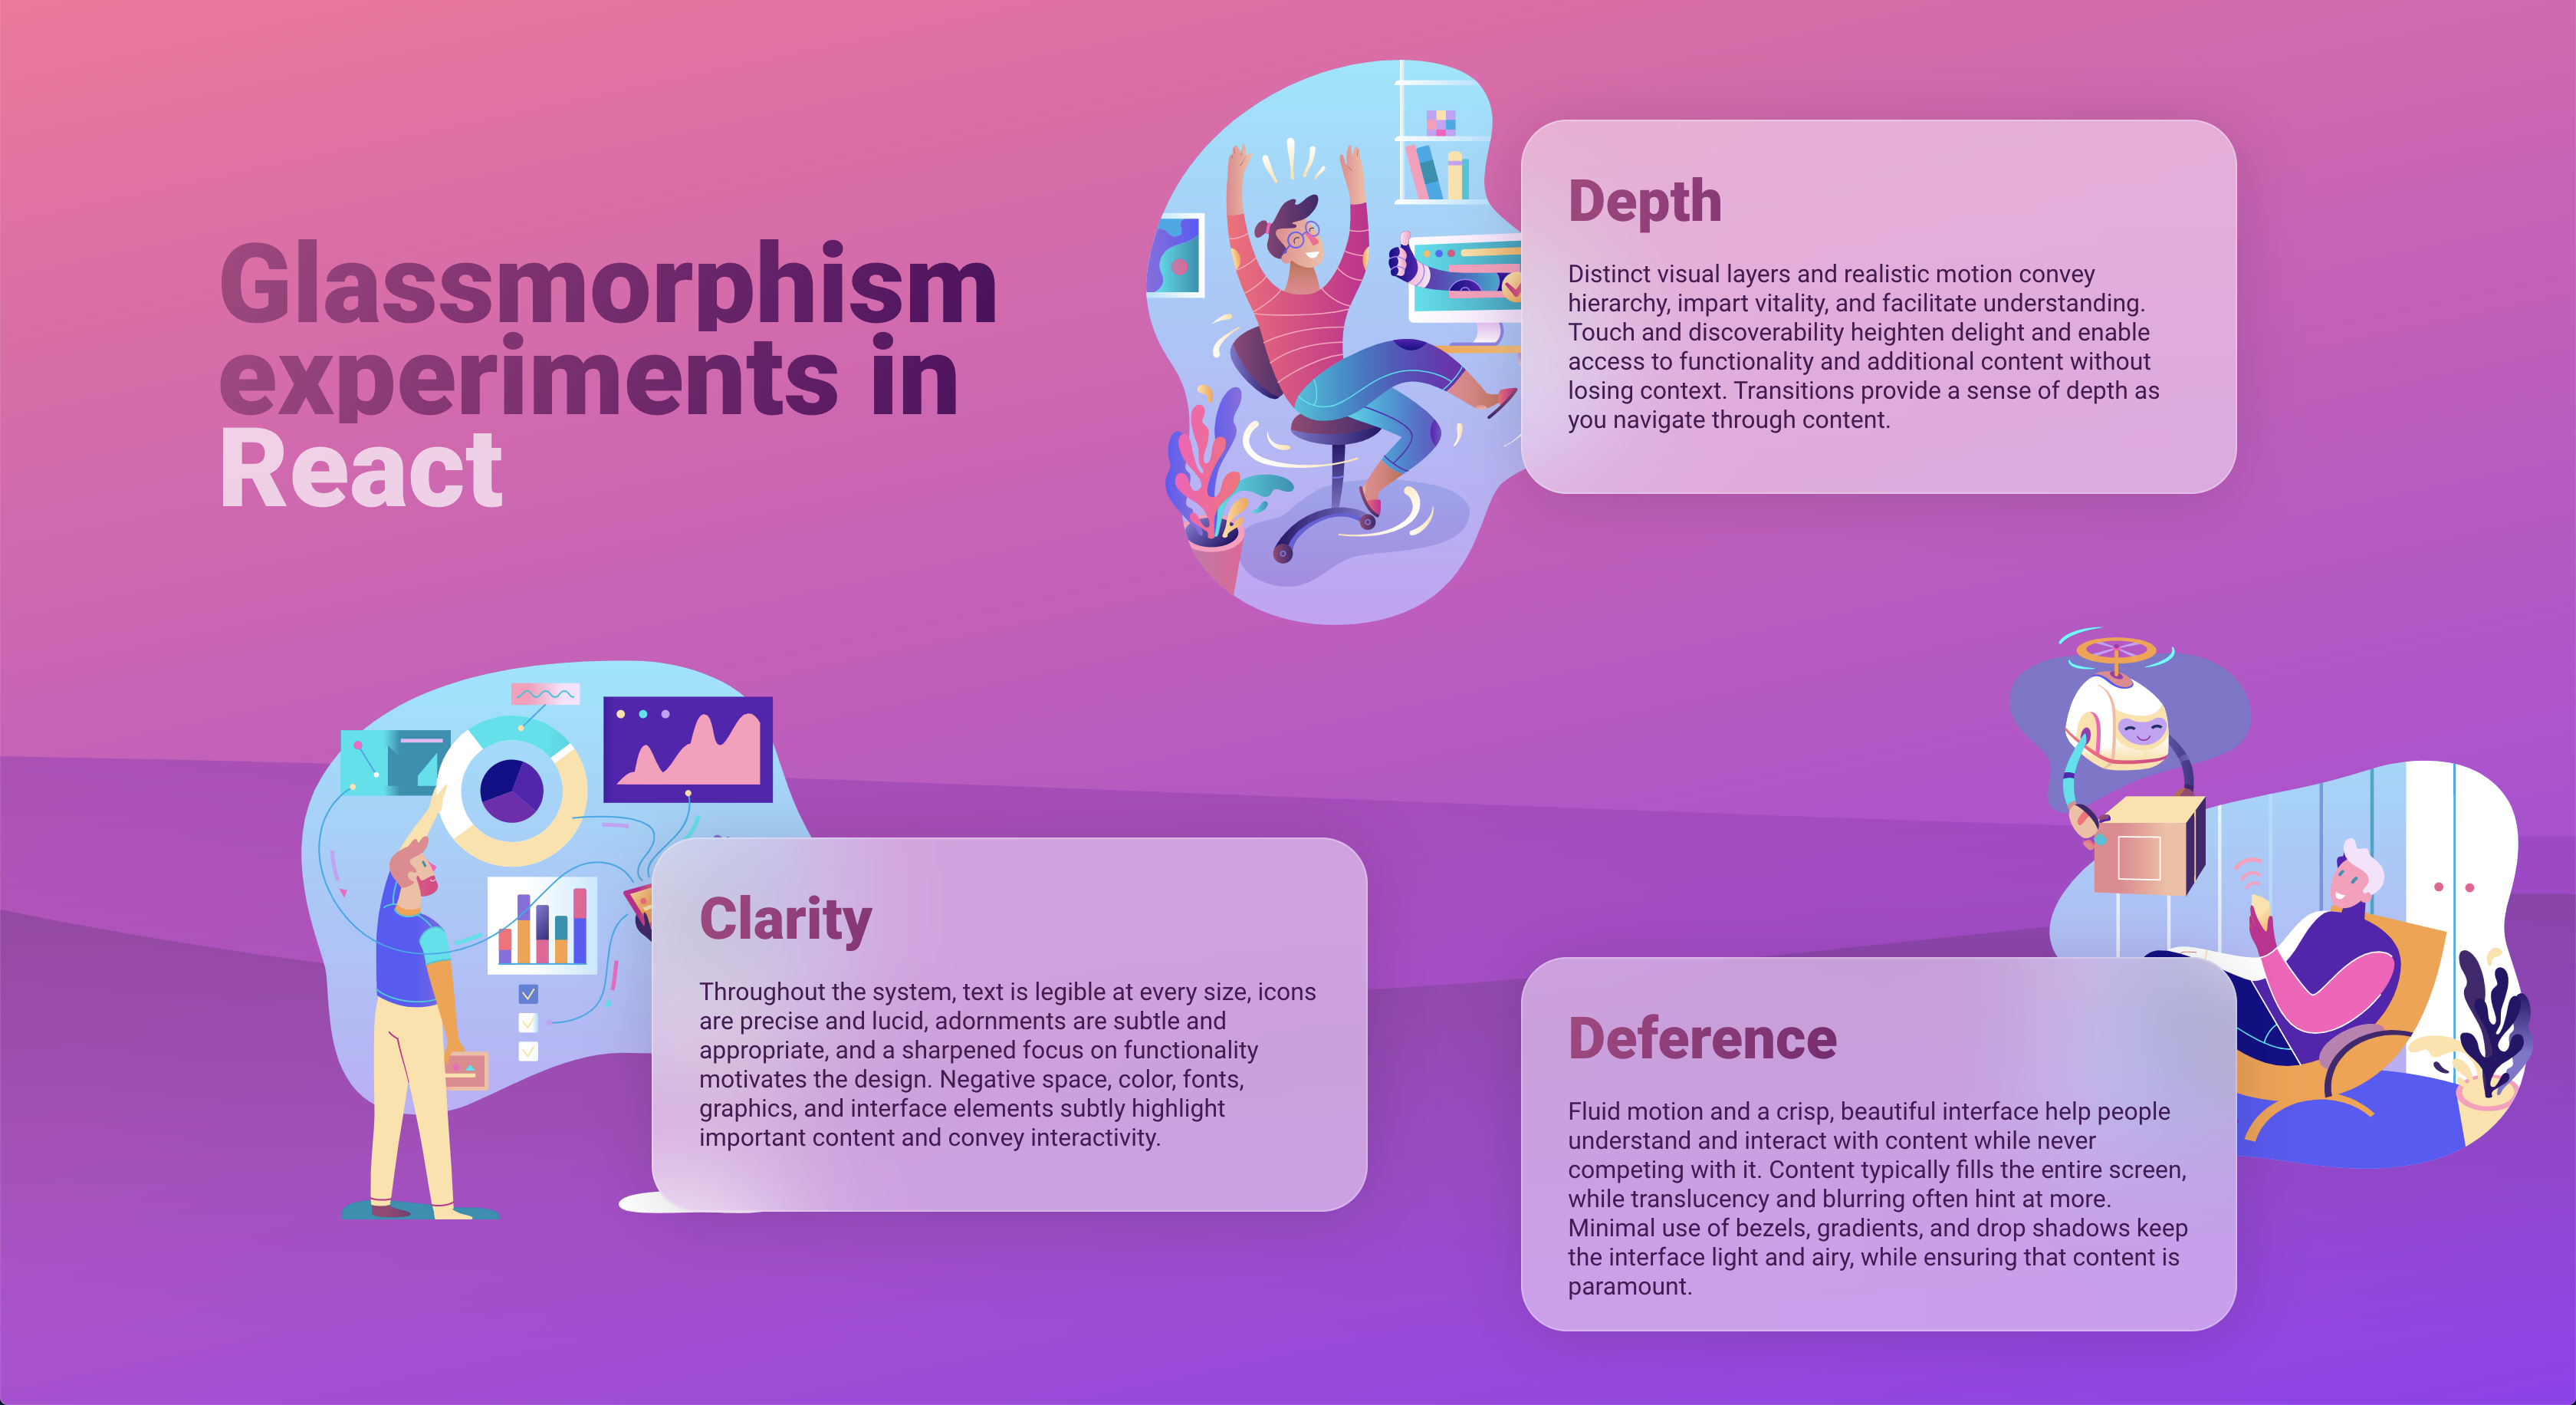 Glassmorphism
experiments in
React
Depth
Distinct visual layers and realistic motion convey
hierarchy, impart vitality, and facilitate understanding.
Touch and discoverability heighten delight and enable
access to functionality and additional content without
losing context. Transitions provide a sense of depth as
you navigate through content.
Clarity
Throughout the system, text is legible at every size, icons
are precise and lucid, adornments are subtle and
appropriate, and a sharpened focus on functionality
motivates the design. Negative space, color, fonts,
graphics, and interface elements subtly highlight
important content and convey interactivity.
Deference
Fluid motion and a crisp, beautiful interface help people
understand and interact with content while never
competing with it. Content typically fills the entire screen,
while translucency and blurring often hint at more.
Minimal use of bezels, gradients, and drop shadows keep
the interface light and airy, while ensuring that content is
paramount.